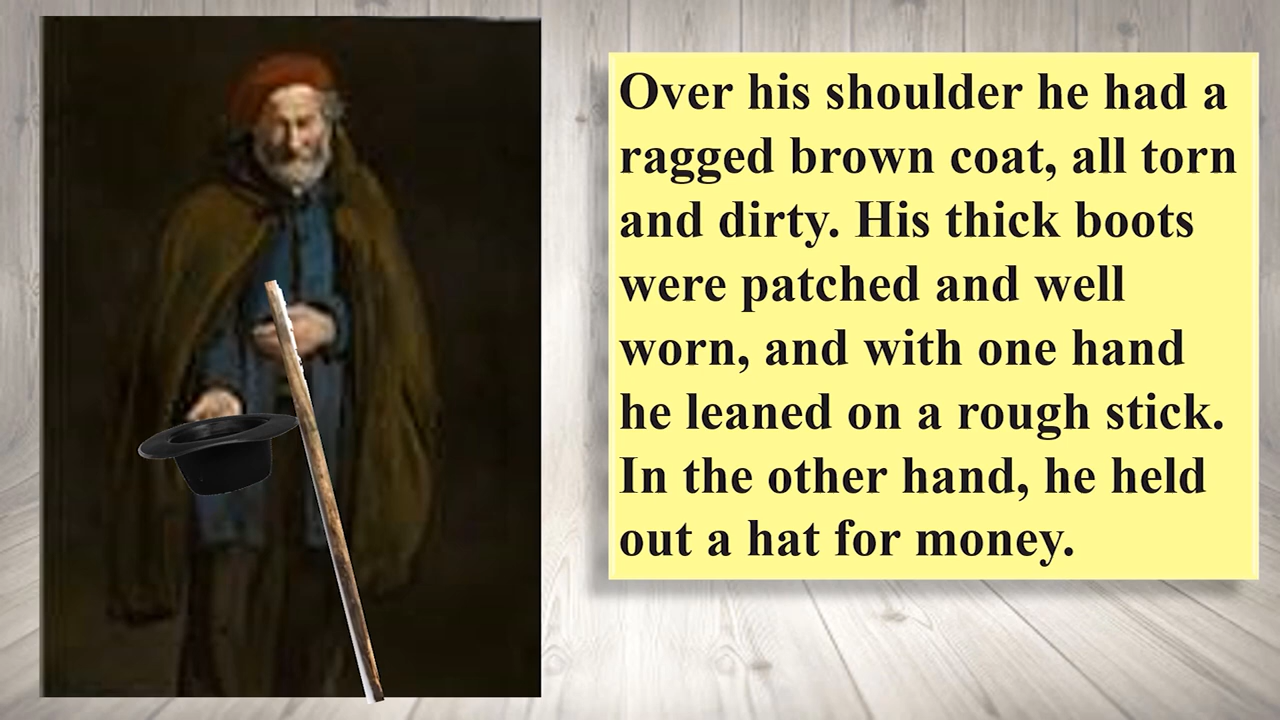 Over his shoulder he had a
ragged brown coat, all torn
and dirty. His thick boots
were patched and well
worn, and with one hand
he leaned on a rough stick.
In the other hand, he held
out a hat for money.